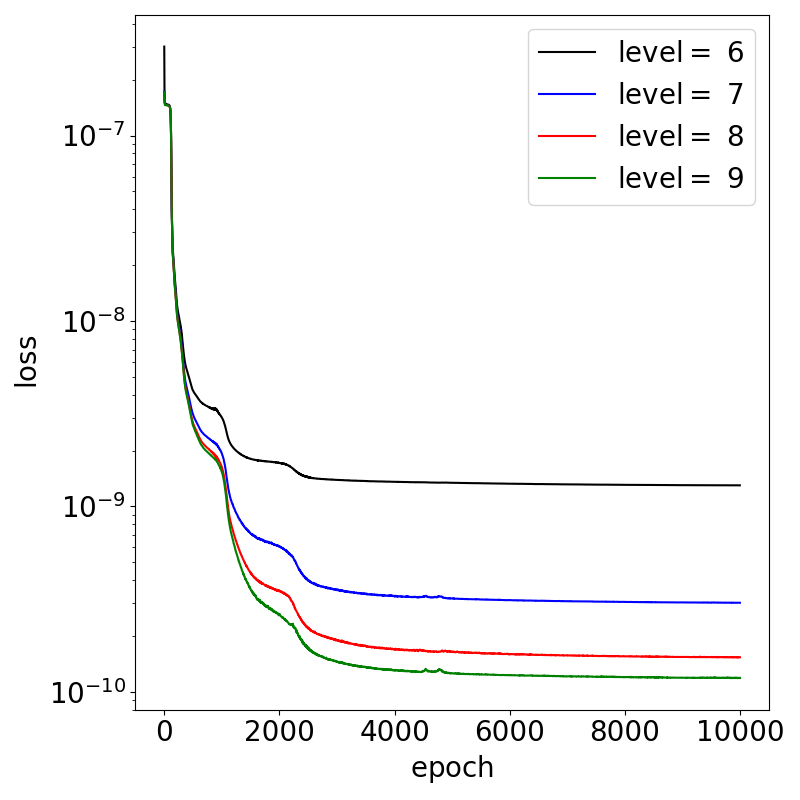 level = 6
level = 7
level = 8
level = 9
10⁻⁷
10⁻⁸
10⁻⁹
10⁻¹⁰
loss
0 2000 4000 6000 8000 10000
epoch